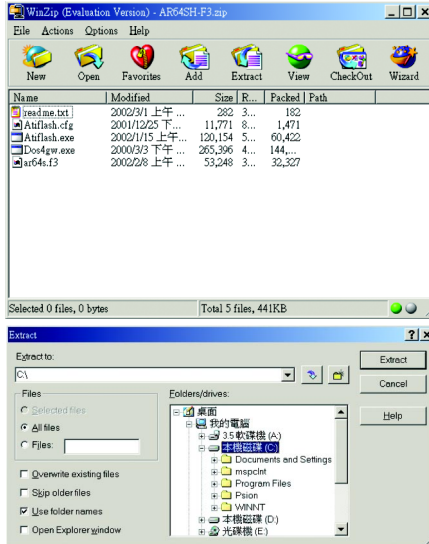 WinZip (Evaluation Version) - AR64SH-F3.zip
File Actions Options Help
New Open Favorites Add Extract View CheckOut Wizard
Name Modified Size R... Packed Path
readme.txt 2002/3/1 上午 ... 282 3... 182
Atiflash.cfg 2001/12/25 下... 11,771 8... 1,471
Atiflash.exe 2002/1/15 上午... 120,154 5... 60,422
Dos4gw.exe 2000/3/3 下午 ... 265,396 4... 144,...
ar64s.f3 2002/2/8 上午 ... 53,248 3... 32,327
Selected 0 files, 0 bytes Total 5 files, 441KB
Extract
Extract to:
C:\
Extract
Cancel
Help
Files
Selected files
All files
Files:
Overwrite existing files
Skip older files
Use folder names
Open Explorer window
Folders/drives:
桌面
我的電腦
3.5 軟碟機 (A:)
本機磁碟 (C:)
Documents and Settings
mspclnt
Program Files
Psion
WINNT
本機磁碟 (D:)
光碟機 (E:)